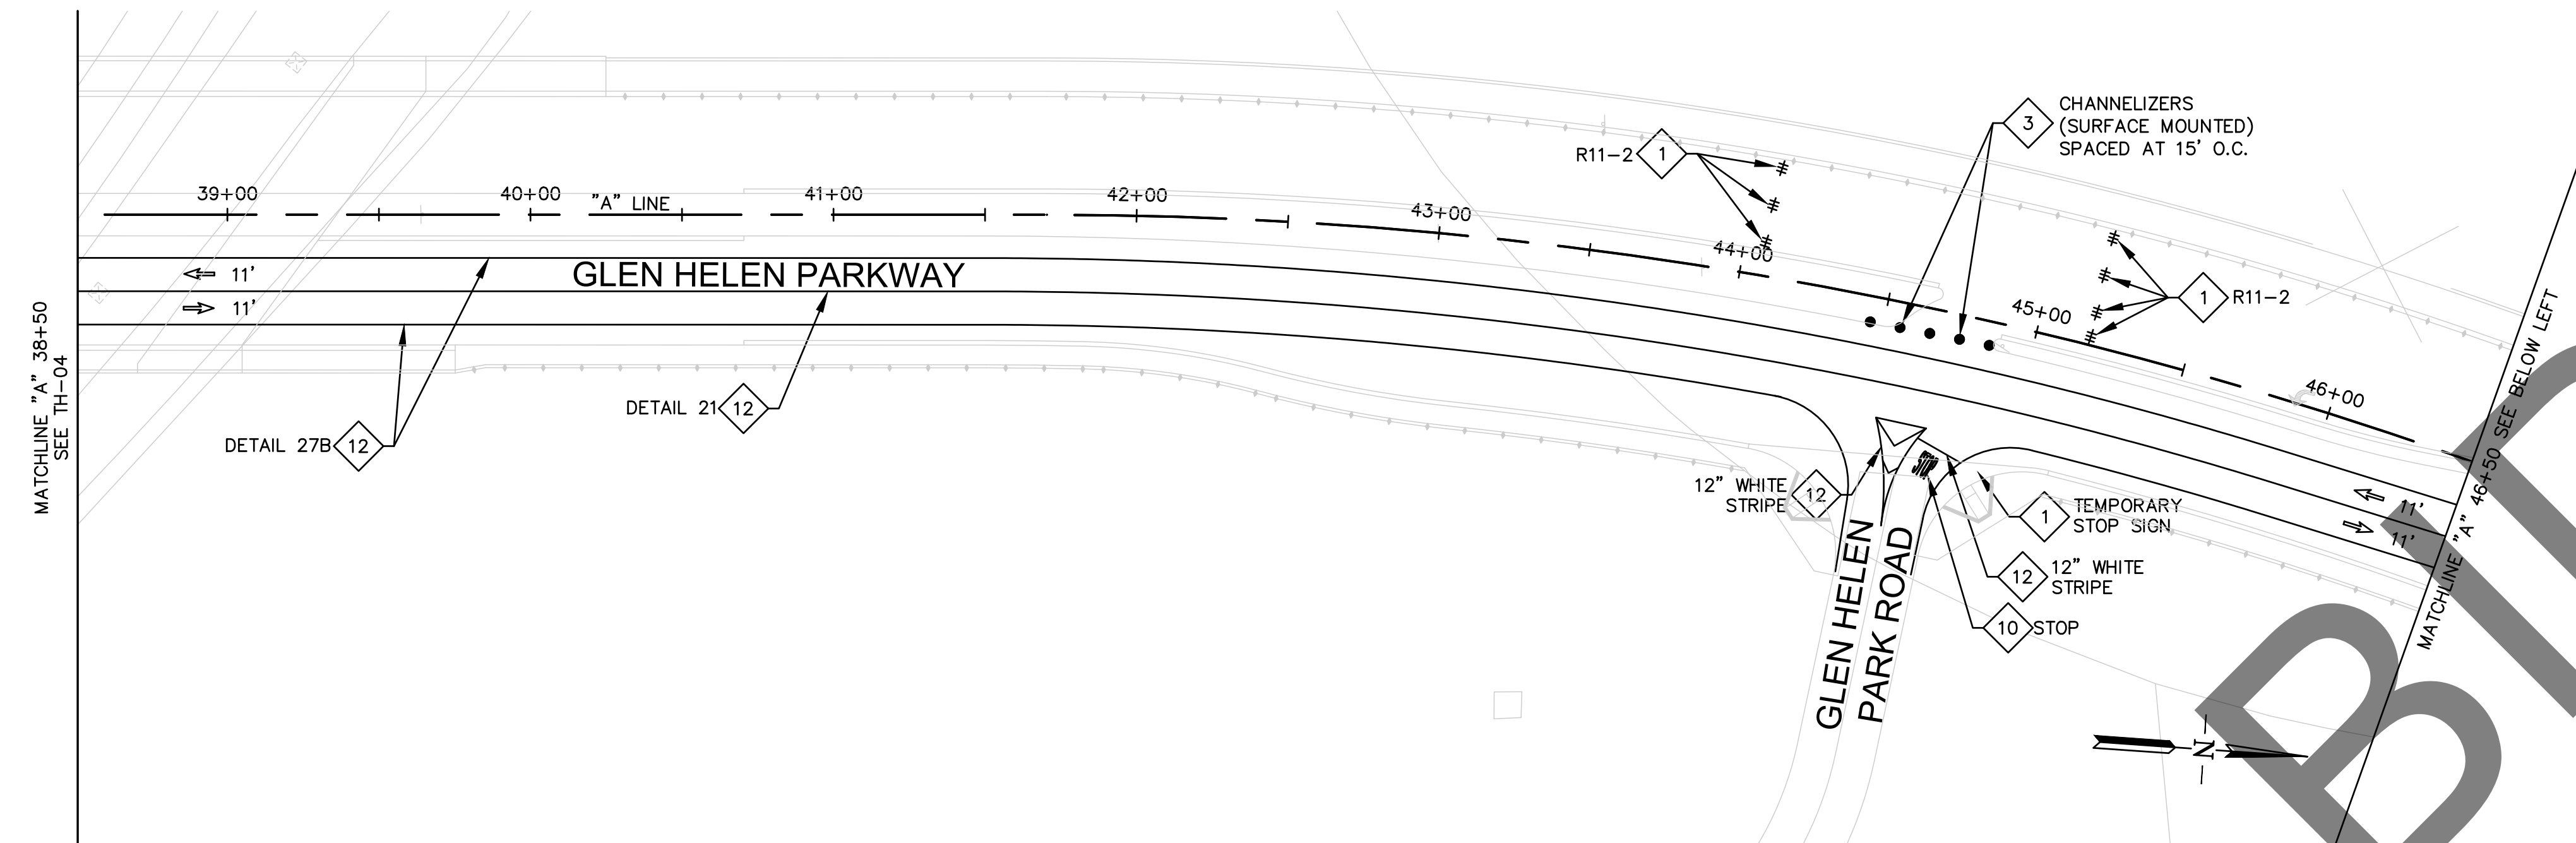 CHANNELIZERS
(SURFACE MOUNTED)
SPACED AT 15' O.C.
3
R11-2
1
39+00
40+00
"A" LINE
41+00
42+00
43+00
44+00
45+00
46+00
1
R11-2
11'
11'
GLEN HELEN PARKWAY
MATCHLINE "A" 38+50
SEE TH-04
DETAIL 27B
12
DETAIL 21
12
12" WHITE
STRIPE
12
STOP
1
TEMPORARY
STOP SIGN
12
12" WHITE
STRIPE
10
STOP
GLEN HELEN
PARK ROAD
11'
11'
MATCHLINE "A" 46+50 SEE BELOW LEFT
N